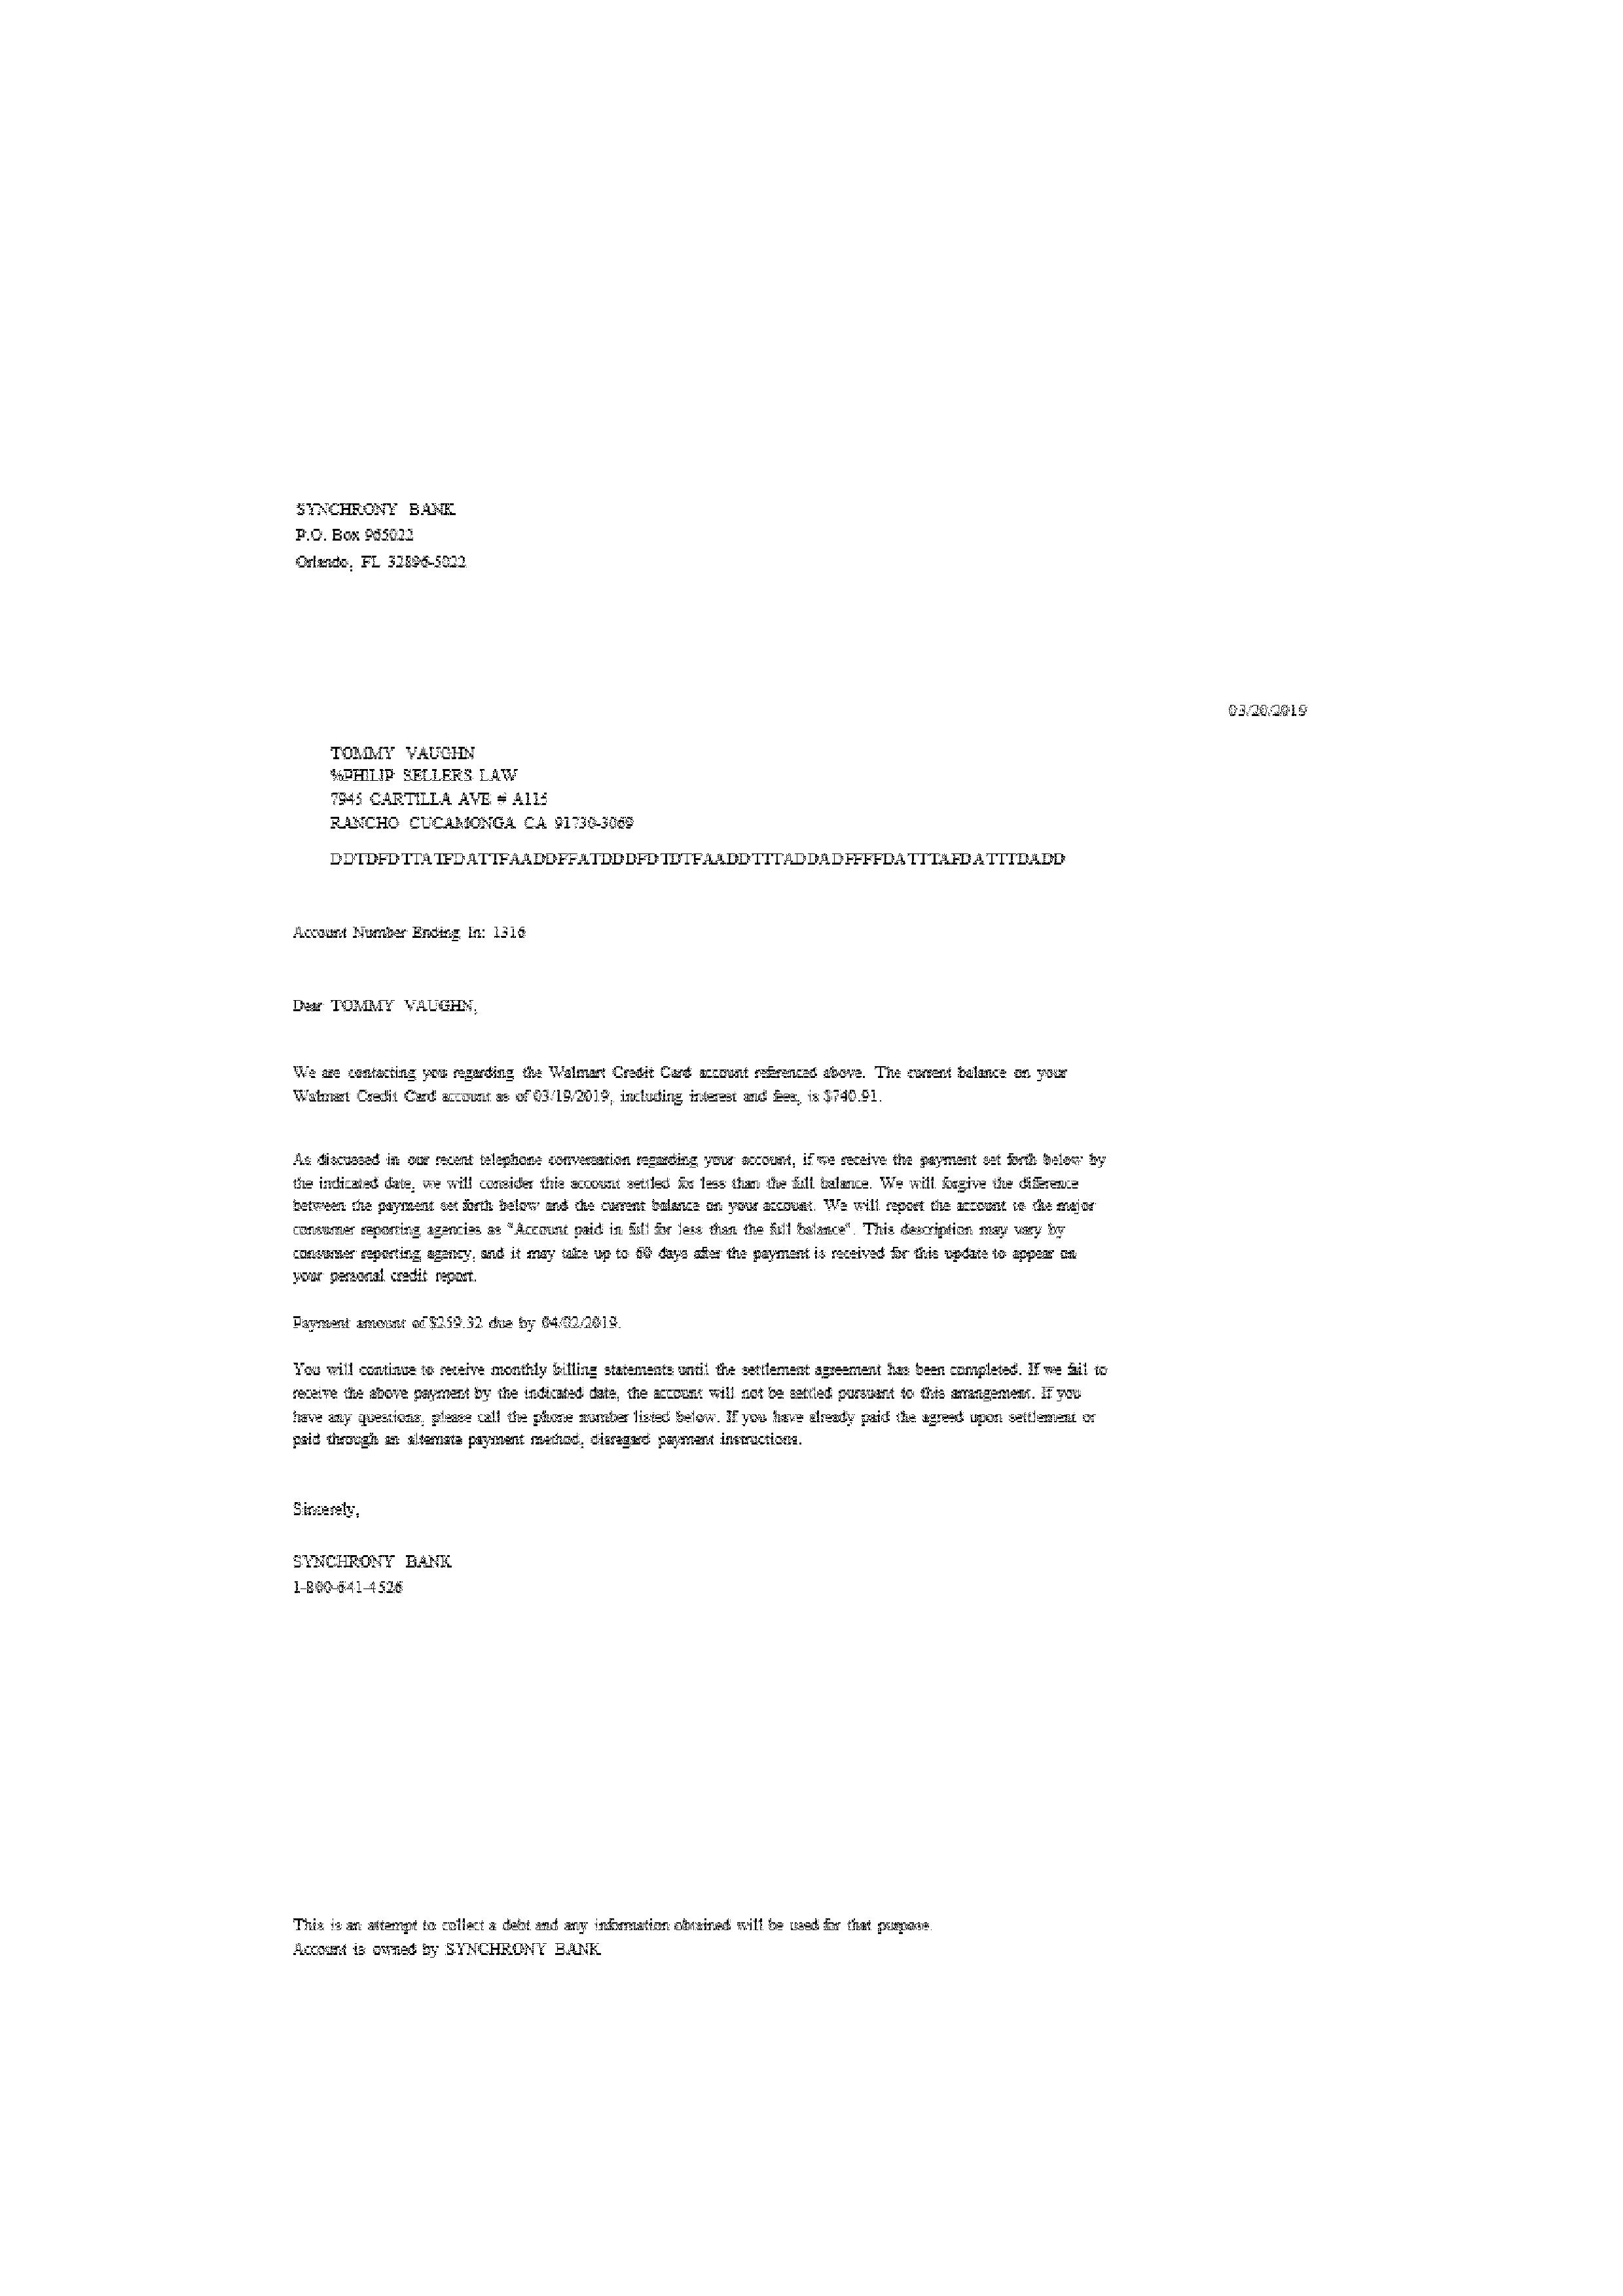 SYNCHRONY BANK
P.O. Box 965022
Orlando, FL 32896-5022
03/20/2019
TOMMY VAUGHN
%PHILIP SELLERS LAW
7945 CARTILLA AVE # A115
RANCHO CUCAMONGA CA 91730-3069
Account Number Ending In: 1316
Dear TOMMY VAUGHN,
We are contacting you regarding the Walmart Credit Card account referenced above. The current balance on your
Walmart Credit Card account as of 03/19/2019, including interest and fees, is $740.91.
As discussed in our recent telephone conversation regarding your account, if we receive the payment set forth below by
the indicated date, we will consider this account settled for less than the full balance. We will forgive the difference
between the payment set forth below and the current balance on your account. We will report the account to the major
consumer reporting agencies as "Account paid in full for less than the full balance". This description may vary by
consumer reporting agency, and it may take up to 60 days after the payment is received for this update to appear on
your personal credit report.
Payment amount of $259.32 due by 04/02/2019.
You will continue to receive monthly billing statements until the settlement agreement has been completed. If we fail to
receive the above payment by the indicated date, the account will not be settled pursuant to this arrangement. If you
have any questions, please call the phone number listed below. If you have already paid the agreed upon settlement or
paid through an alternate payment method, disregard payment instructions.
Sincerely,
SYNCHRONY BANK
1-800-641-4526
This is an attempt to collect a debt and any information obtained will be used for that purpose.
Account is owned by SYNCHRONY BANK